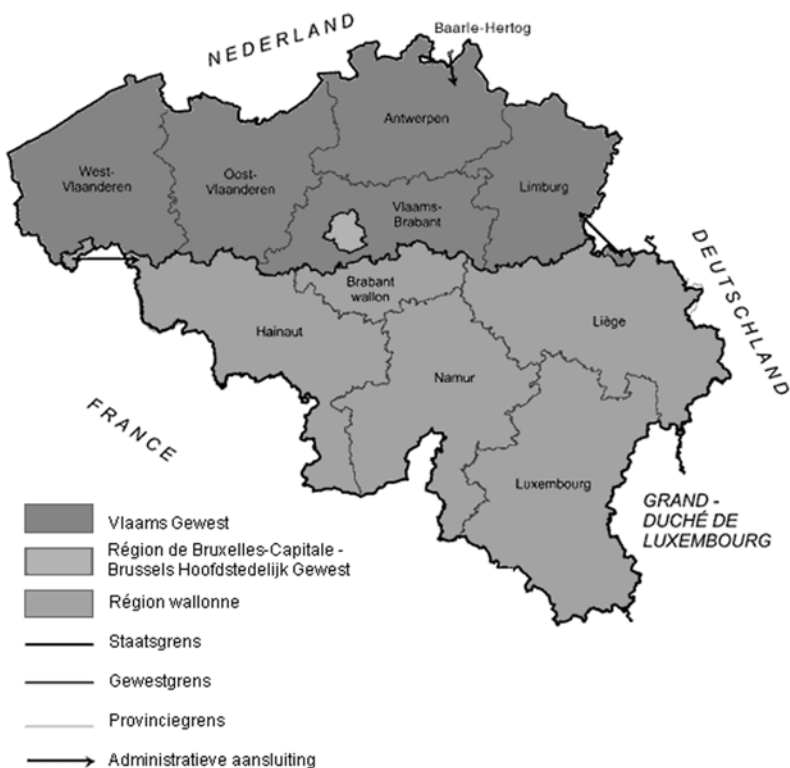 NEDERLAND
Baarle-Hertog
Antwerpen
West-
Vlaanderen
Oost-
Vlaanderen
Limburg
Vlaams-
Brabant
DEUTSCHLAND
Brabant
wallon
Hainaut
Liège
Namur
FRANCE
Luxembourg
GRAND -
DUCHÉ DE
LUXEMBOURG
Vlaams Gewest
Région de Bruxelles-Capitale -
Brussels Hoofdstedelijk Gewest
Région wallonne
Staatsgrens
Gewestgrens
Provinciegrens
Administratieve aansluiting